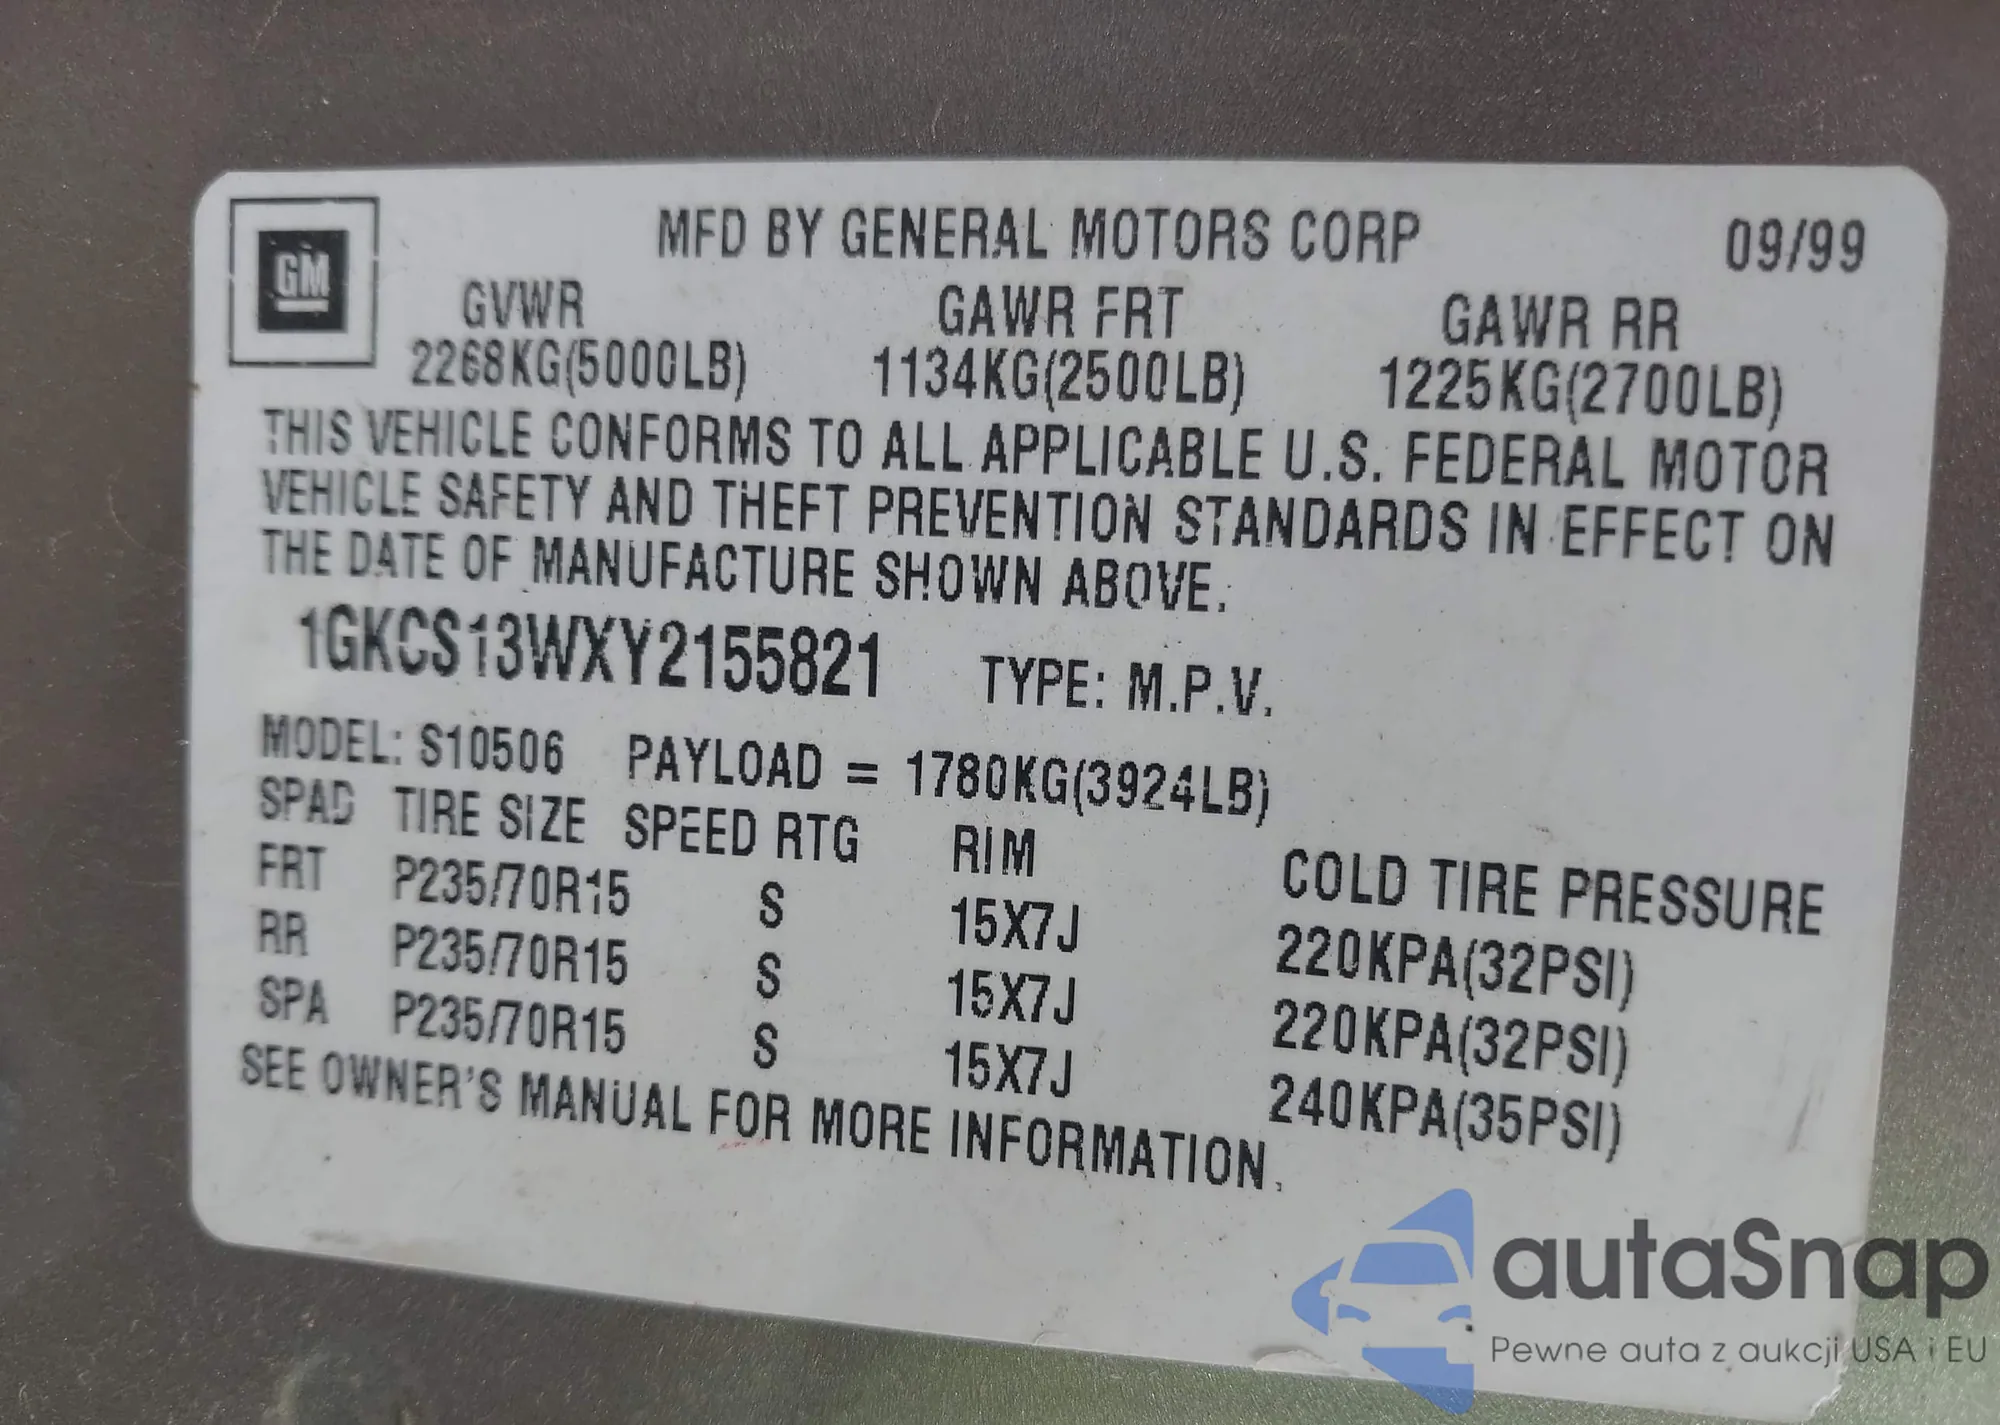 GM
MFD BY GENERAL MOTORS CORP 09/99
GVWR GAWR FRT GAWR RR
2268KG(5000LB) 1134KG(2500LB) 1225KG(2700LB)
THIS VEHICLE CONFORMS TO ALL APPLICABLE U.S. FEDERAL MOTOR
VEHICLE SAFETY AND THEFT PREVENTION STANDARDS IN EFFECT ON
THE DATE OF MANUFACTURE SHOWN ABOVE.
1GKCS13WXY2155821 TYPE: M.P.V.
MODEL: S10506 PAYLOAD = 1780KG(3924LB)
SPAD TIRE SIZE SPEED RTG RIM COLD TIRE PRESSURE
FRT P235/70R15 S 15X7J 220KPA(32PSI)
RR P235/70R15 S 15X7J 220KPA(32PSI)
SPA P235/70R15 S 15X7J 240KPA(35PSI)
SEE OWNER'S MANUAL FOR MORE INFORMATION.
autaSnap
Pewne auta z aukcji USA i EU